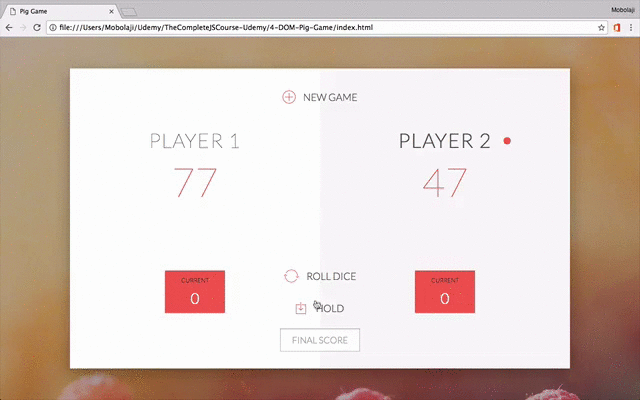 Pig Game
Mobolaji
file:///Users/Mobolaji/Udemy/TheCompleteJSCourse-Udemy/4-DOM-Pig-Game/index.html
NEW GAME
PLAYER 1
PLAYER 2
77
47
ROLL DICE
CURRENT
0
CURRENT
0
HOLD
FINAL SCORE